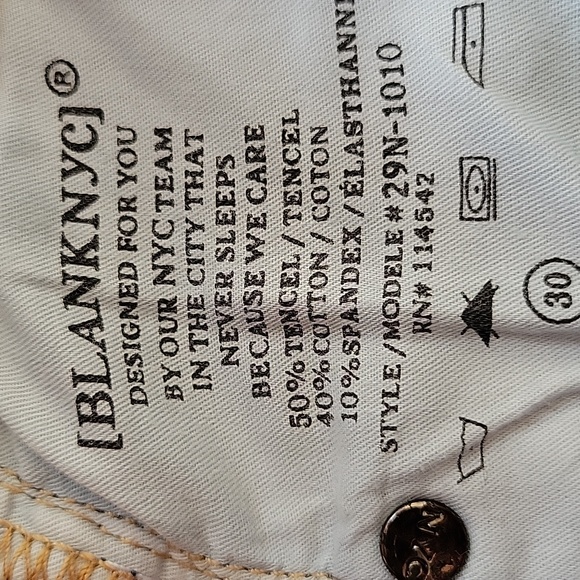 [BLANKNYC]®
DESIGNED FOR YOU
BY OUR NYC TEAM
IN THE CITY THAT
NEVER SLEEPS
BECAUSE WE CARE
50% TENCEL / TENCEL
40% COTTON / COTON
10% SPANDEX / ÉLASTHANNE
STYLE / MODELE # 29N-1010
RN# 114542
30